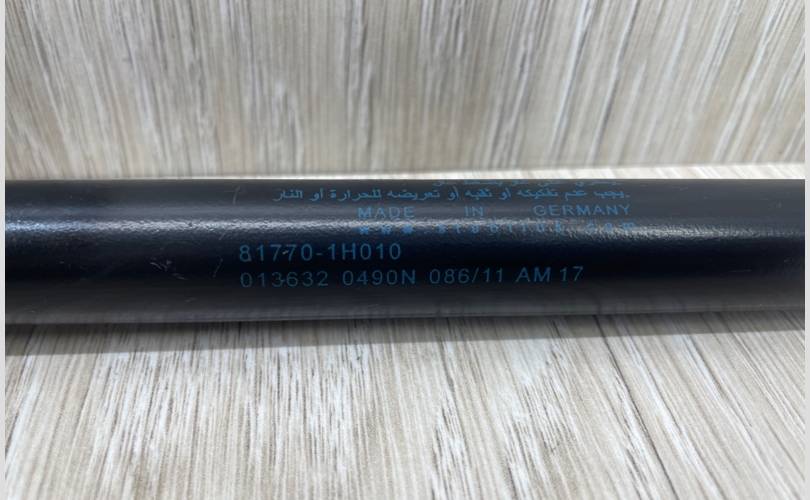 يجب عدم تفكيكه أو ثقبه أو تعريضه للحرارة أو النار.
MADE IN GERMANY
81770-1H010
013632 0490N 086/11 AM 17